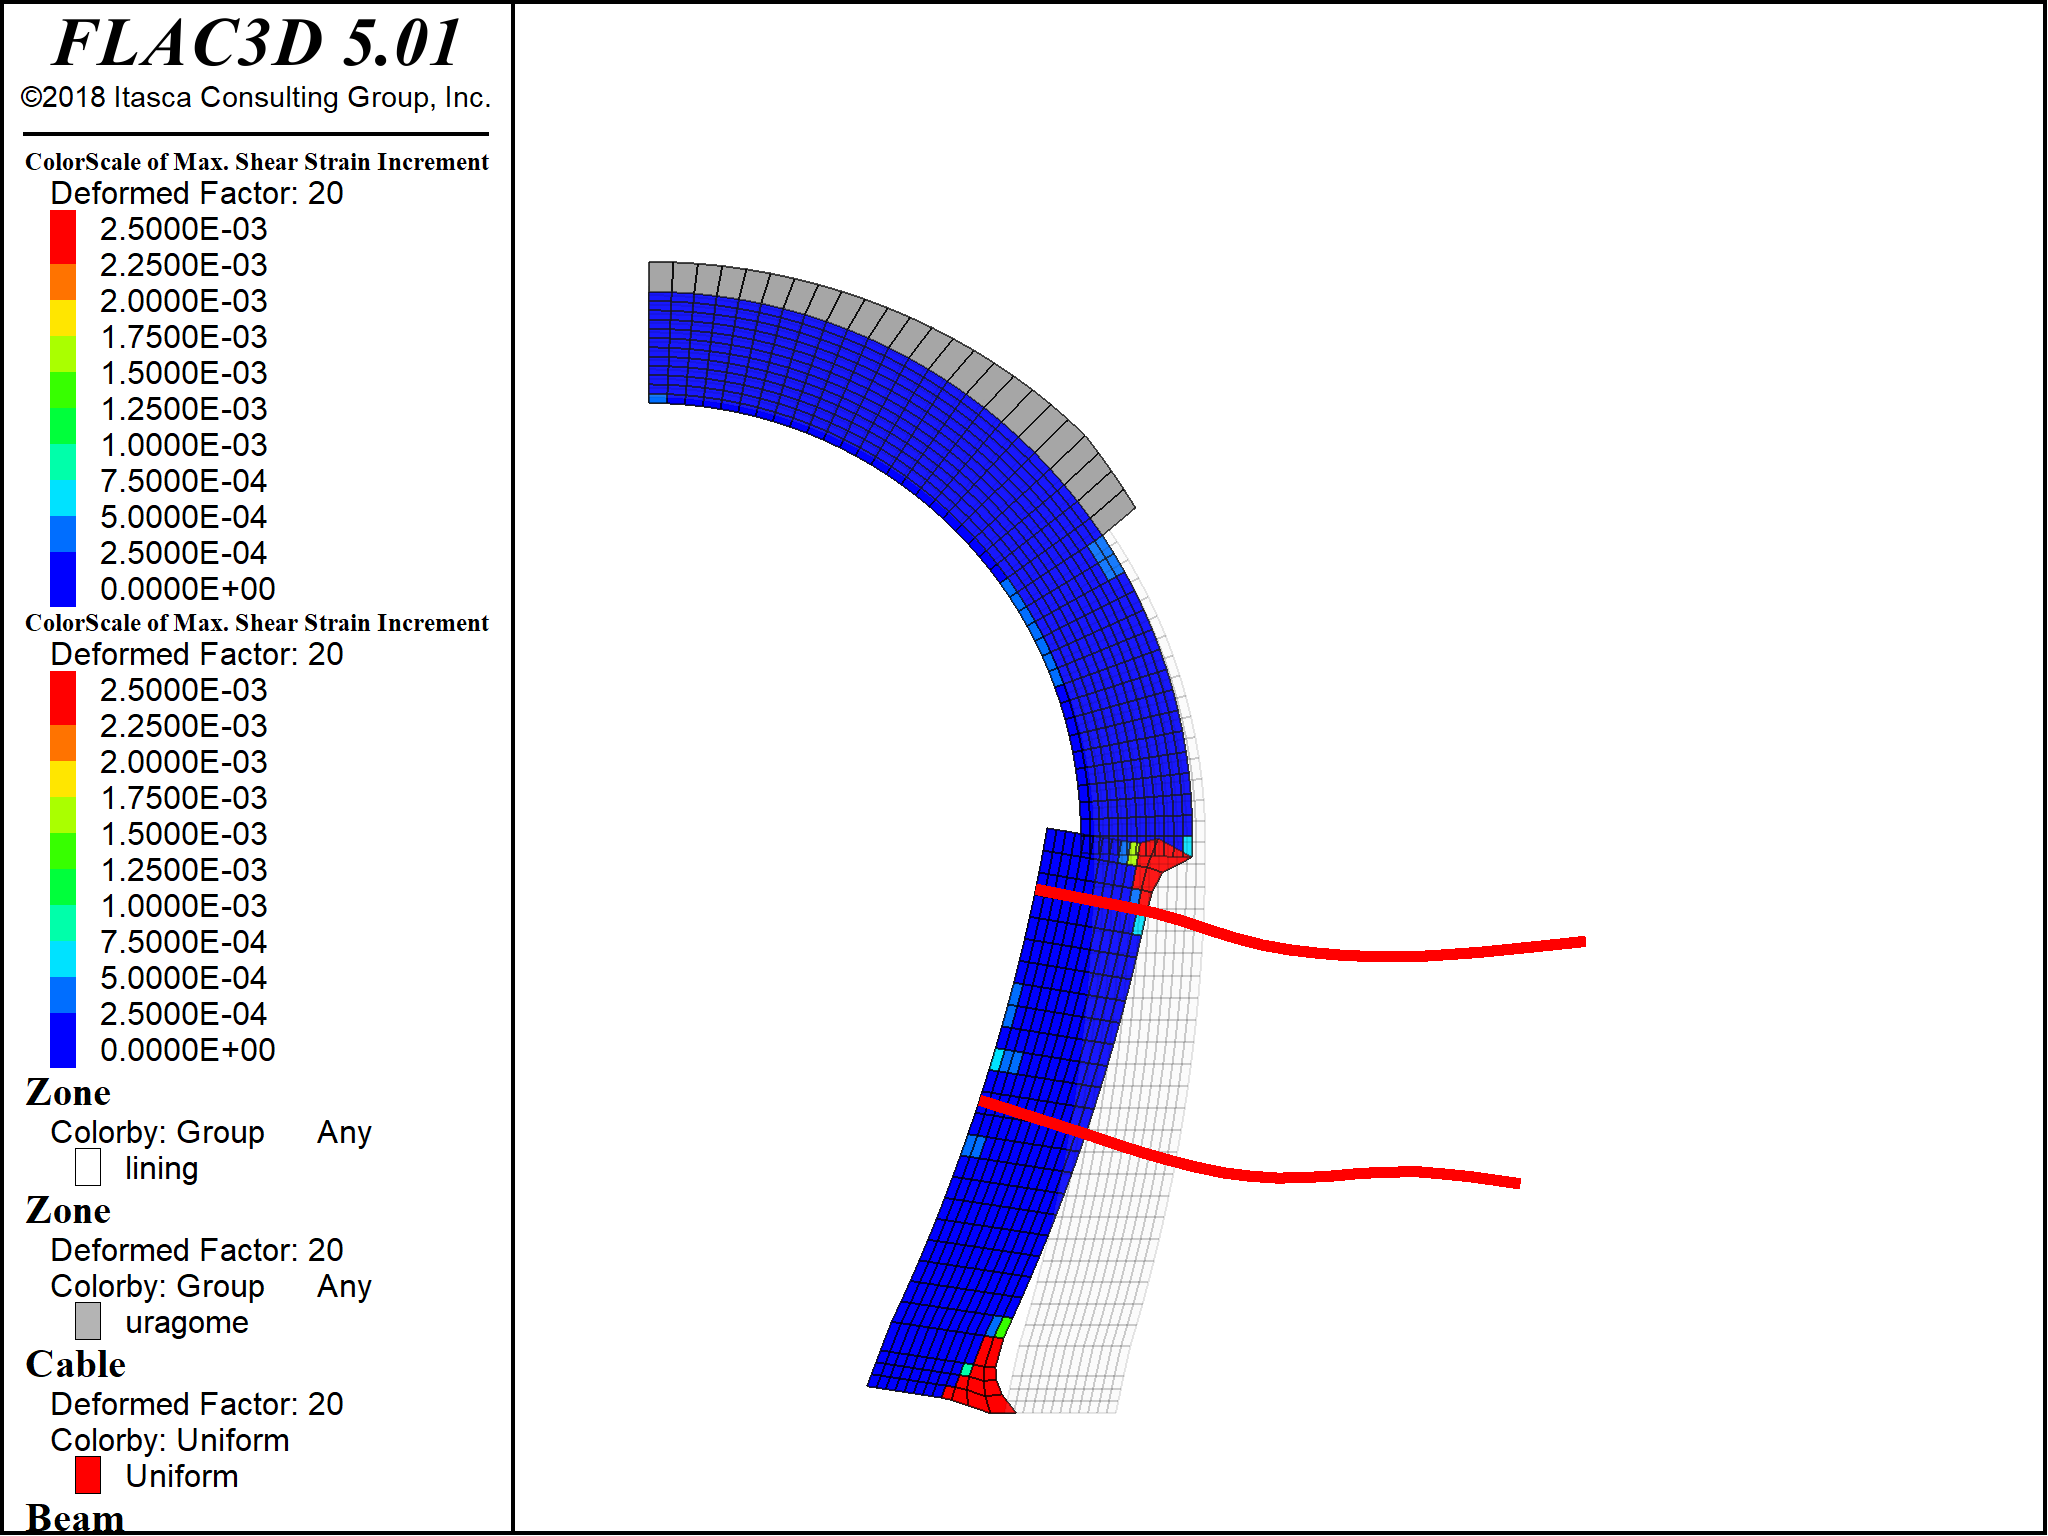 FLAC3D 5.01
©2018 Itasca Consulting Group, Inc.
ColorScale of Max. Shear Strain Increment
Deformed Factor: 20
2.5000E-03
2.2500E-03
2.0000E-03
1.7500E-03
1.5000E-03
1.2500E-03
1.0000E-03
7.5000E-04
5.0000E-04
2.5000E-04
0.0000E+00
ColorScale of Max. Shear Strain Increment
Deformed Factor: 20
2.5000E-03
2.2500E-03
2.0000E-03
1.7500E-03
1.5000E-03
1.2500E-03
1.0000E-03
7.5000E-04
5.0000E-04
2.5000E-04
0.0000E+00
Zone
Colorby: Group Any
lining
Zone
Deformed Factor: 20
Colorby: Group Any
uragome
Cable
Deformed Factor: 20
Colorby: Uniform
Uniform
Beam